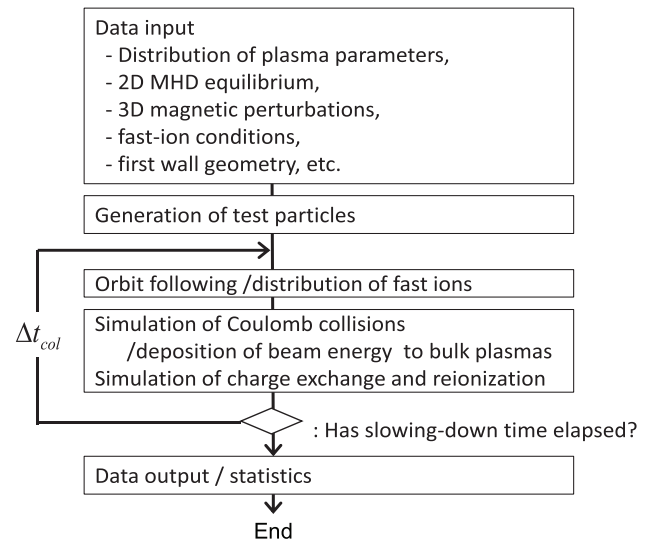 Data input
- Distribution of plasma parameters,
- 2D MHD equilibrium,
- 3D magnetic perturbations,
- fast-ion conditions,
- first wall geometry, etc.
Generation of test particles
Orbit following /distribution of fast ions
Δt_col
Simulation of Coulomb collisions
/deposition of beam energy to bulk plasmas
Simulation of charge exchange and reionization
: Has slowing-down time elapsed?
Data output / statistics
End